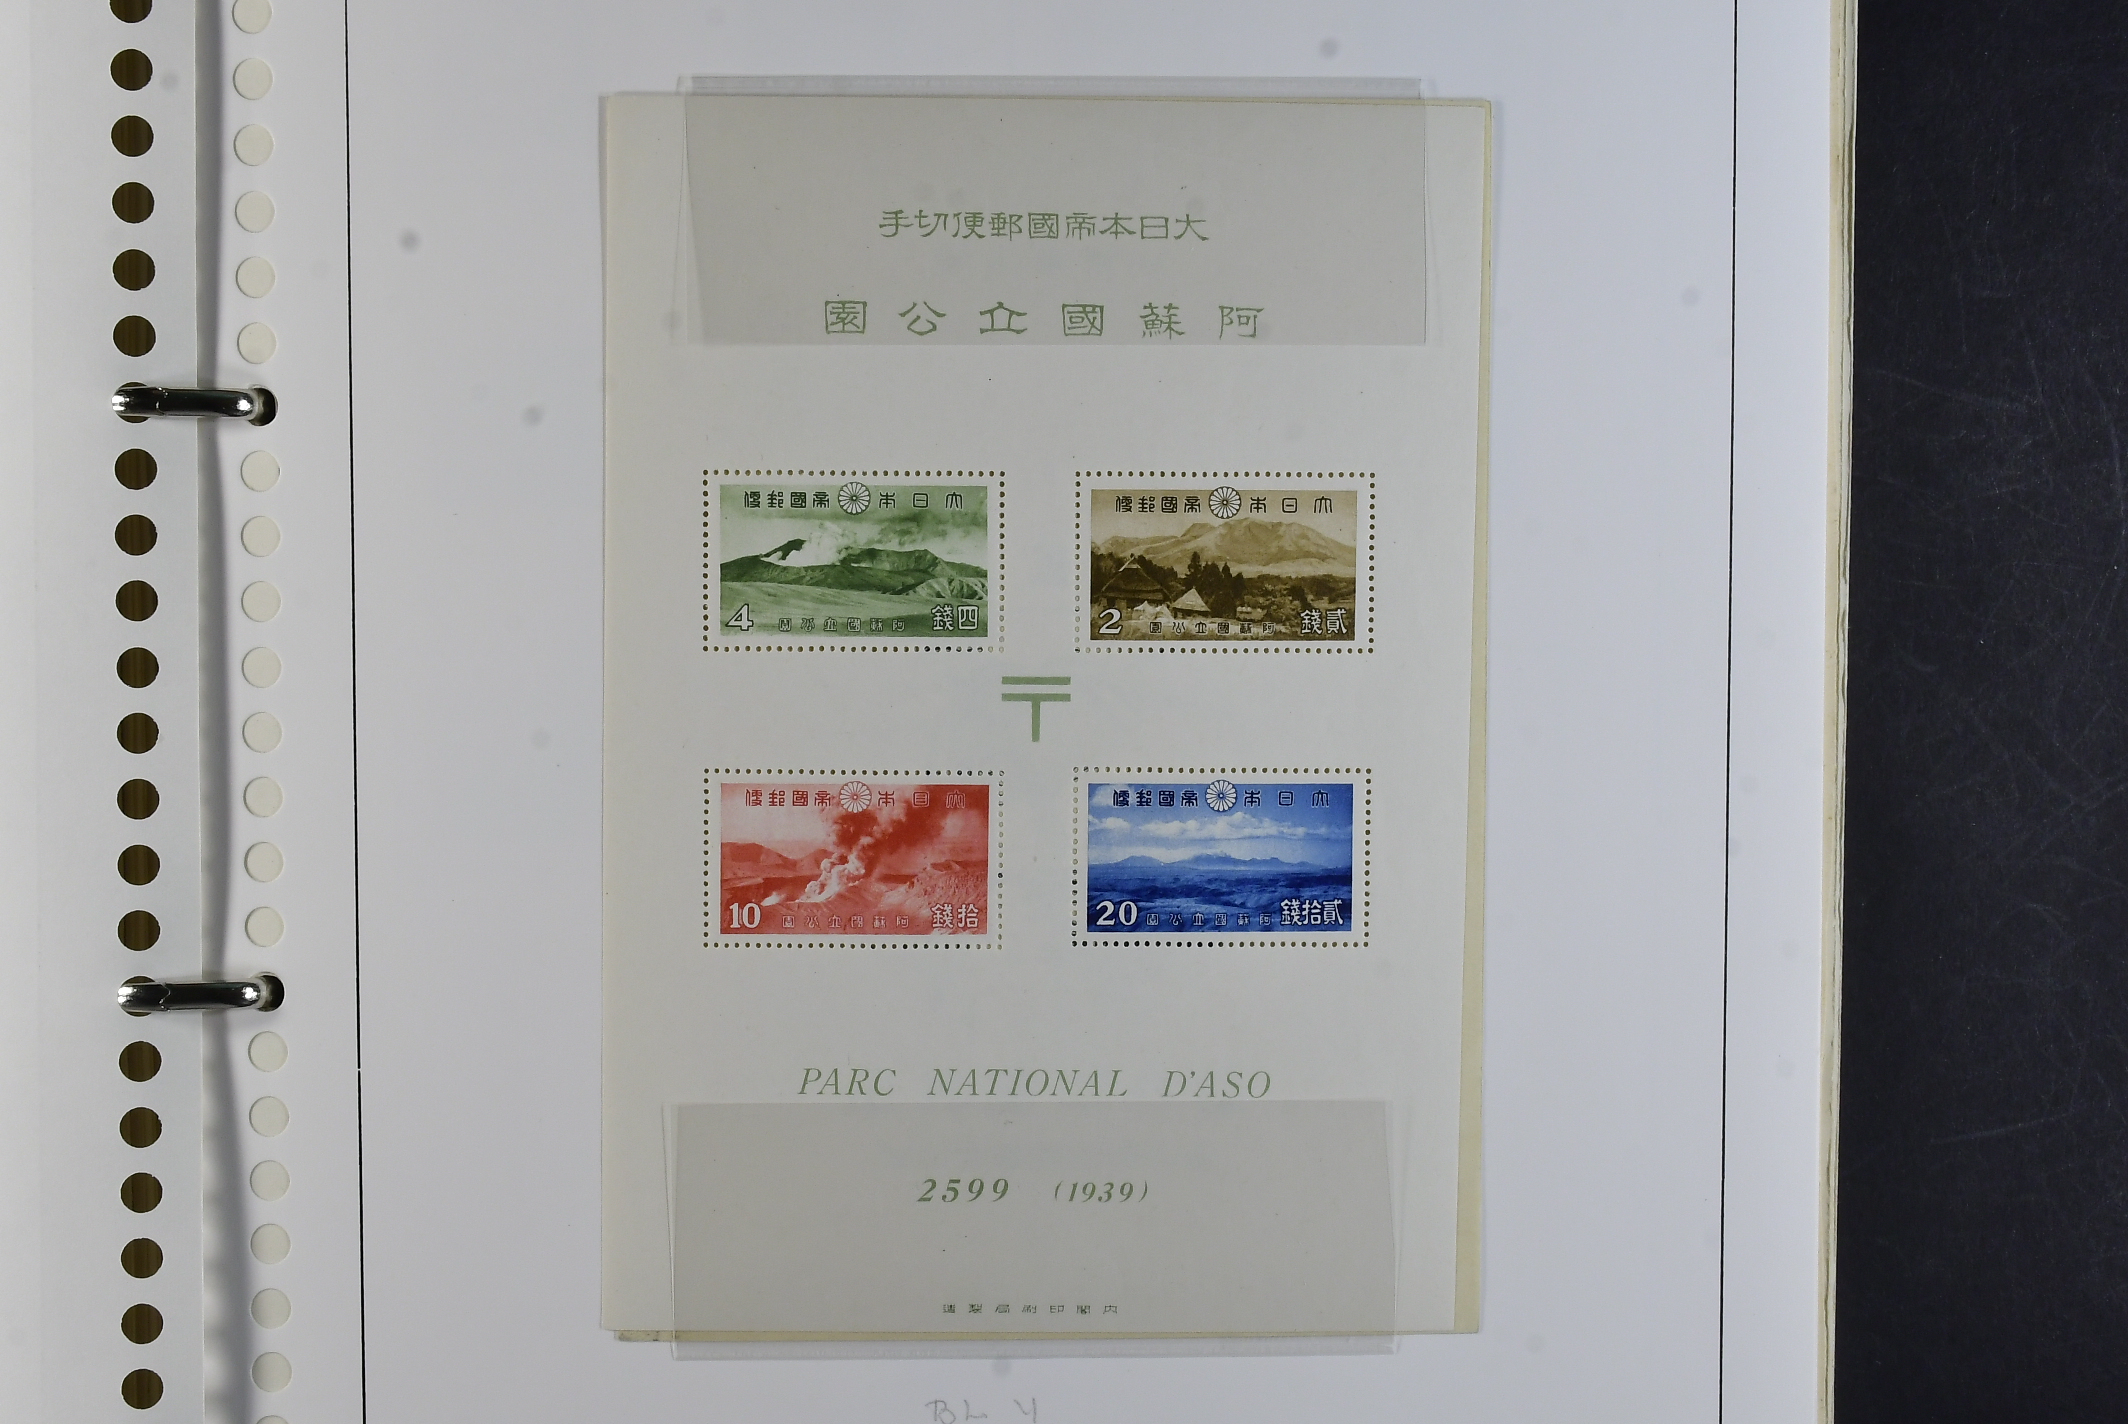 大日本帝國郵便切手
阿蘇國立公園
大日本帝國郵便
貳錢
阿蘇國立公園
2
大日本帝國郵便
四錢
阿蘇國立公園
4
〒
大日本帝國郵便
貳拾錢
阿蘇國立公園
20
大日本帝國郵便
拾錢
阿蘇國立公園
10
PARC NATIONAL D'ASO
2599 (1939)
内閣印刷局製造